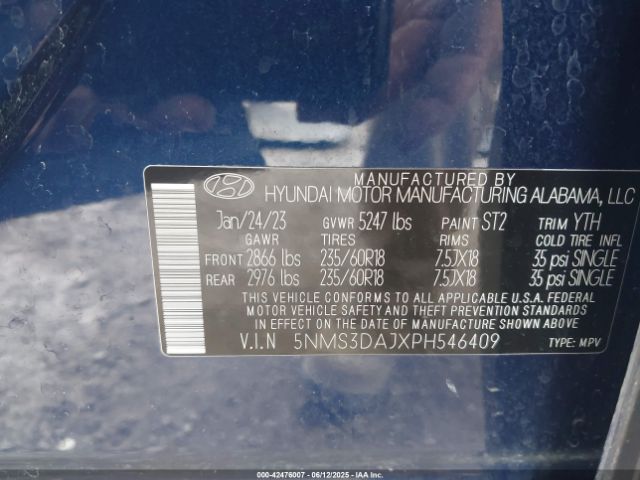 MANUFACTURED BY
HYUNDAI MOTOR MANUFACTURING ALABAMA, LLC
Jan/24/23 GVWR 5247 lbs PAINT ST2 TRIM YTH
GAWR TIRES RIMS COLD TIRE INFL
FRONT 2866 lbs 235/60R18 7.5JX18 35 psi SINGLE
REAR 2976 lbs 235/60R18 7.5JX18 35 psi SINGLE
THIS VEHICLE CONFORMS TO ALL APPLICABLE U.S.A. FEDERAL
MOTOR VEHICLE SAFETY AND THEFT PREVENTION STANDARDS
IN EFFECT ON THE DATE OF MANUFACTURE SHOWN ABOVE.
V.I.N 5NMS3DAJXPH546409 TYPE: MPV
000-42476007 - 06/12/2025 - IAAI Inc.